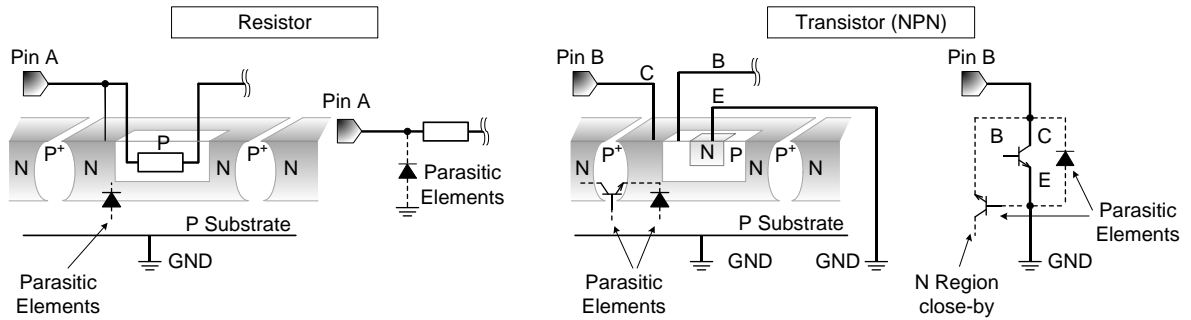 Resistor
Transistor (NPN)
Pin A
Pin B
Pin B
C
B
E
Pin A
N
P+
N
P
P+
N
N
P+
N
N
P
P+
N
B
C
E
Parasitic
Elements
P Substrate
P Substrate
Parasitic
Elements
GND
GND
GND
GND
Parasitic
Elements
Parasitic
Elements
N Region
close-by